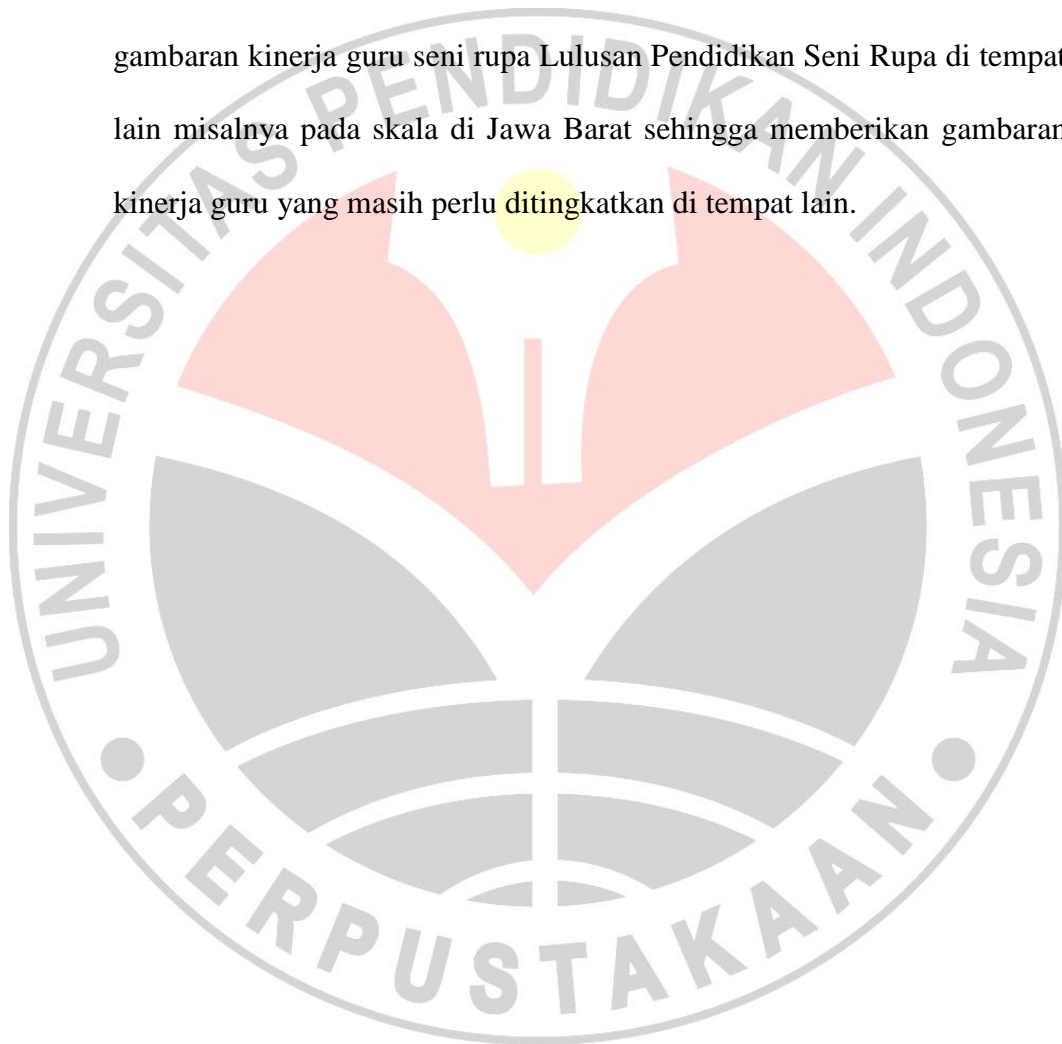 gambaran kinerja guru seni rupa Lulusan Pendidikan Seni Rupa di tempat
lain misalnya pada skala di Jawa Barat sehingga memberikan gambaran
kinerja guru yang masih perlu ditingkatkan di tempat lain.
UNIVERSITAS PENDIDIKAN INDONESIA
PERPUSTAKAAN